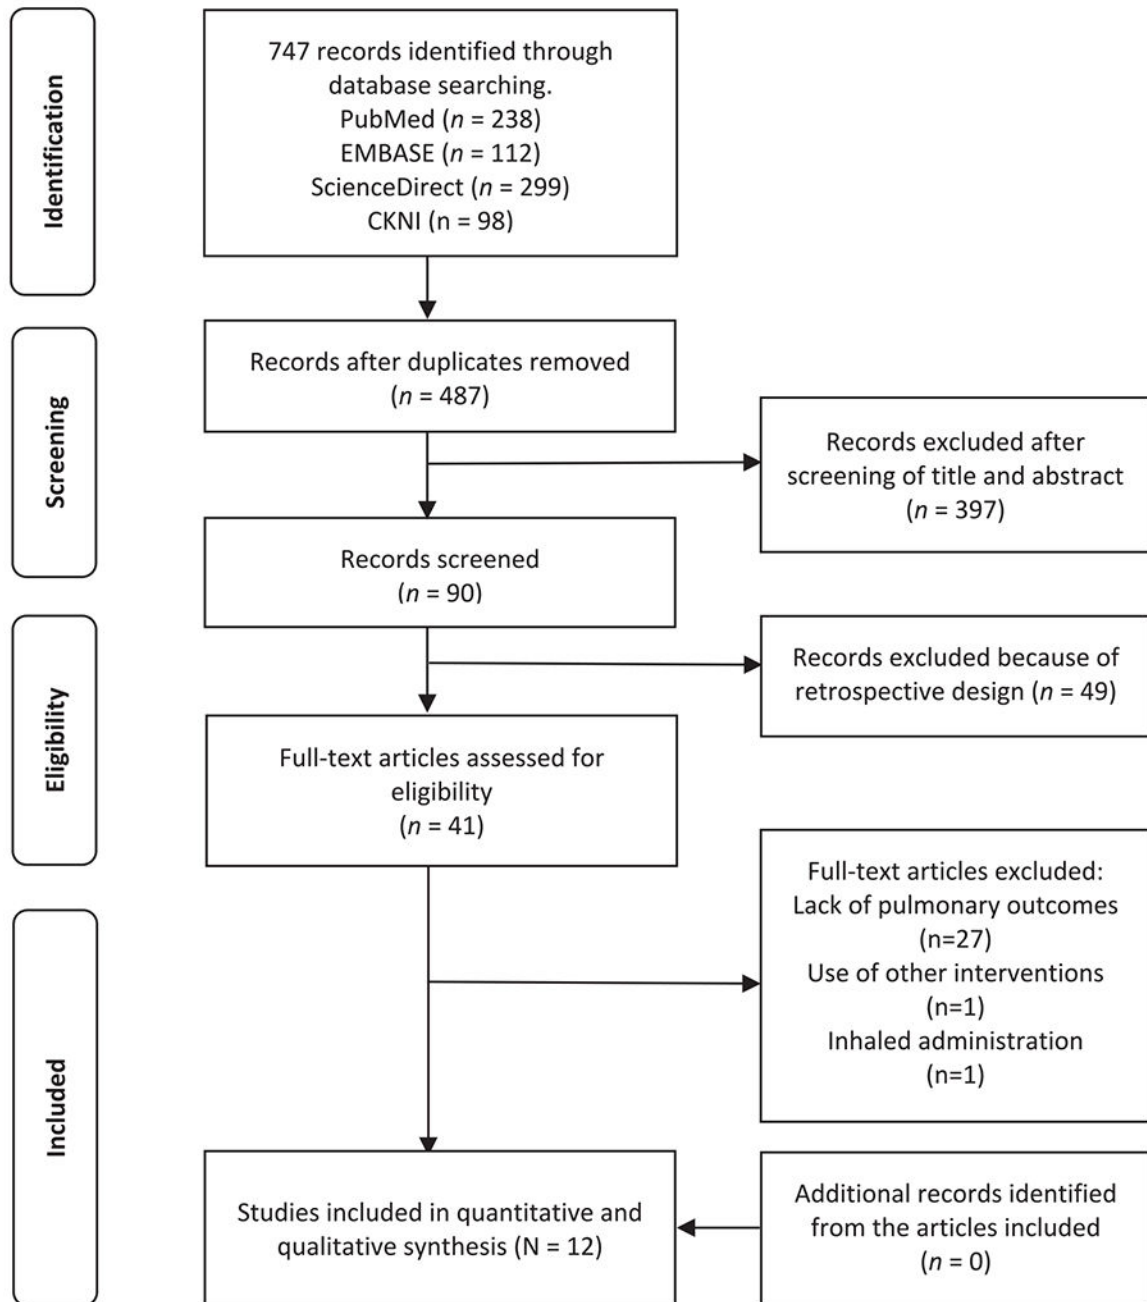 Identification
747 records identified through
database searching.
PubMed (n = 238)
EMBASE (n = 112)
ScienceDirect (n = 299)
CKNI (n = 98)
Screening
Records after duplicates removed
(n = 487)
Records excluded after
screening of title and abstract
(n = 397)
Records screened
(n = 90)
Eligibility
Records excluded because of
retrospective design (n = 49)
Full-text articles assessed for
eligibility
(n = 41)
Full-text articles excluded:
Lack of pulmonary outcomes
(n=27)
Use of other interventions
(n=1)
Inhaled administration
(n=1)
Included
Studies included in quantitative and
qualitative synthesis (N = 12)
Additional records identified
from the articles included
(n = 0)